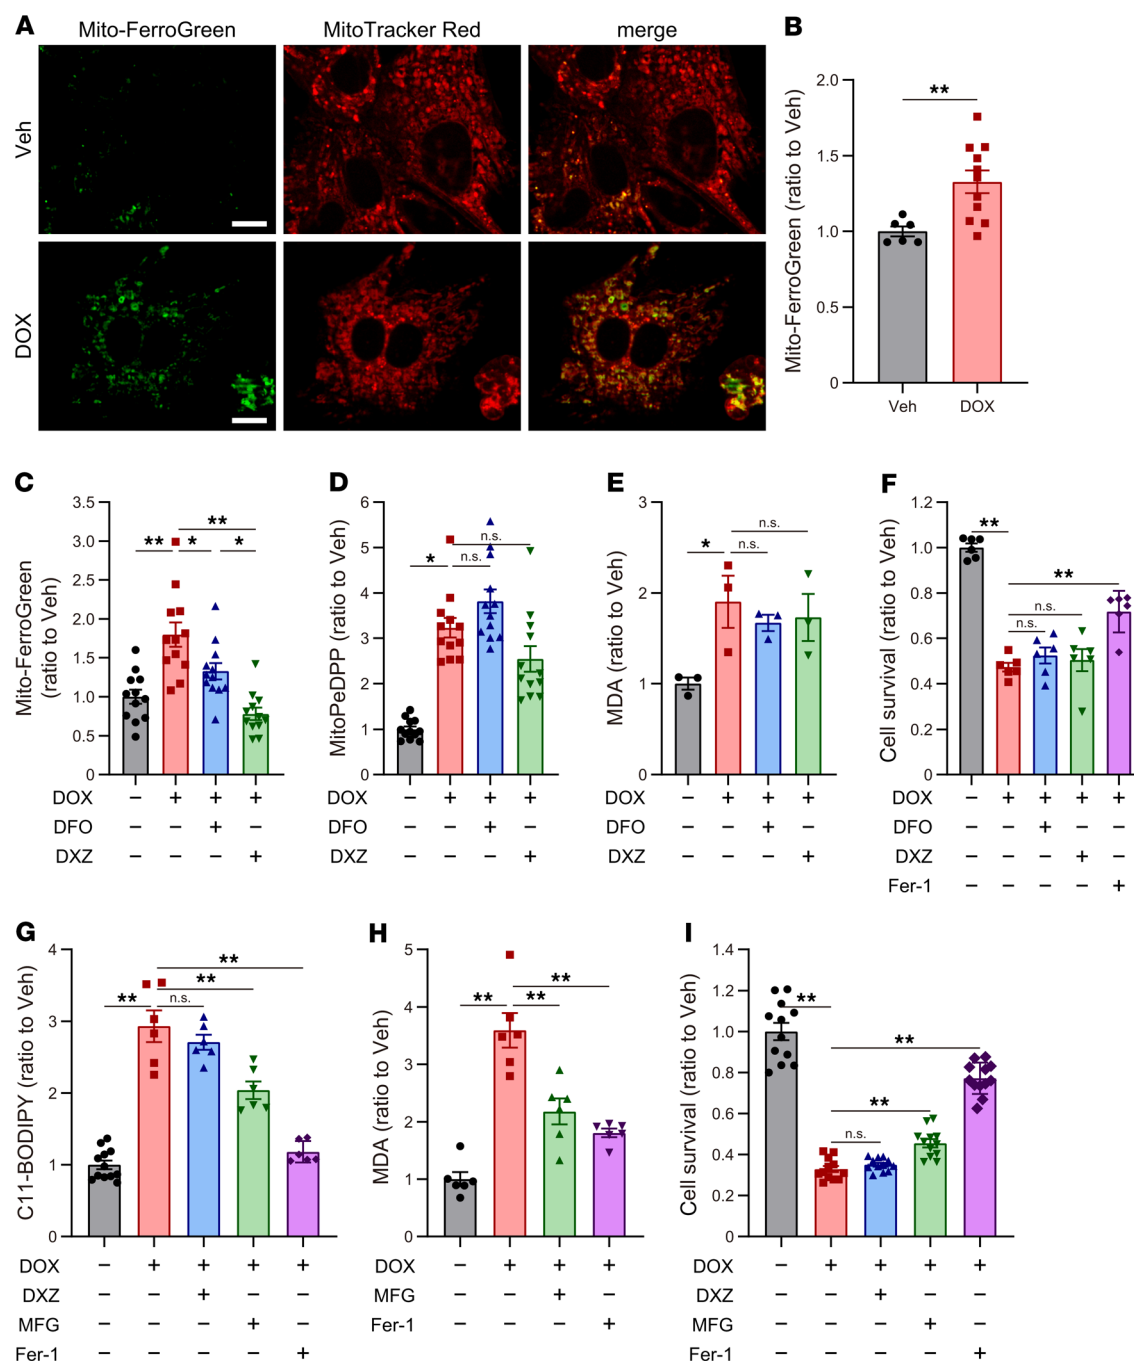 A
Mito-FerroGreen
MitoTracker Red
merge
Veh
DOX
B
Mito-FerroGreen (ratio to Veh)
2.0
1.5
1.0
0.5
0
**
Veh
DOX
C
Mito-FerroGreen
(ratio to Veh)
3.5
3.0
2.5
2.0
1.5
1.0
0.5
0
**
** * *
DOX − + + +
DFO − − + −
DXZ − − − +
D
MitoPeDPP (ratio to Veh)
6
5
4
3
2
1
0
n.s.
* n.s.
DOX − + + +
DFO − − + −
DXZ − − − +
E
MDA (ratio to Veh)
3
2
1
0
n.s.
* n.s.
DOX − + + +
DFO − − + −
DXZ − − − +
F
Cell survival (ratio to Veh)
1.2
1.0
0.8
0.6
0.4
0.2
0
**
**
n.s.
n.s.
DOX − + + + +
DFO − − + − −
DXZ − − − + −
Fer-1 − − − − +
G
C11-BODIPY (ratio to Veh)
4
3
2
1
0
**
**
** n.s.
DOX − + + + +
DXZ − − + − −
MFG − − − + −
Fer-1 − − − − +
H
MDA (ratio to Veh)
5
4
3
2
1
0
**
** **
DOX − + + +
MFG − − + −
Fer-1 − − − +
I
Cell survival (ratio to Veh)
1.4
1.2
1.0
0.8
0.6
0.4
0.2
0
**
**
**
n.s.
DOX − + + + +
DXZ − − + − −
MFG − − − + −
Fer-1 − − − − +